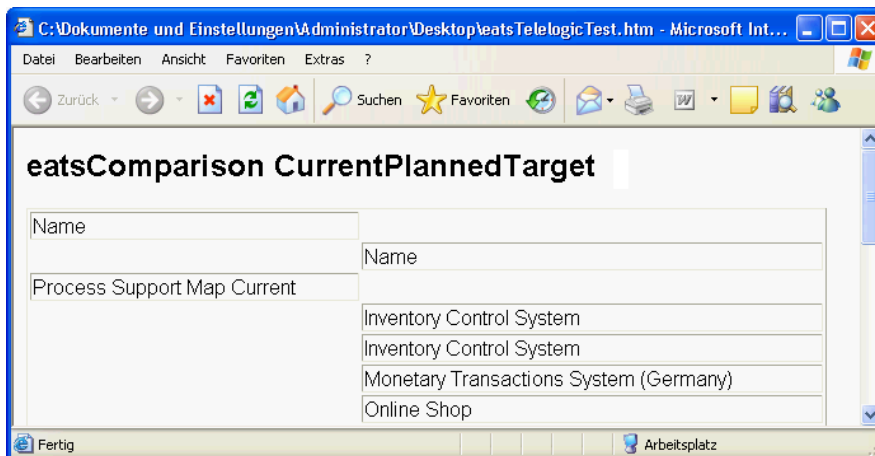 C:\Dokumente und Einstellungen\Administrator\Desktop\eatsTelelogicTest.htm - Microsoft Int...
Datei Bearbeiten Ansicht Favoriten Extras ?
Zurück Suchen Favoriten W
eatsComparison CurrentPlannedTarget
Name
Name
Process Support Map Current
Inventory Control System
Inventory Control System
Monetary Transactions System (Germany)
Online Shop
Fertig Arbeitsplatz